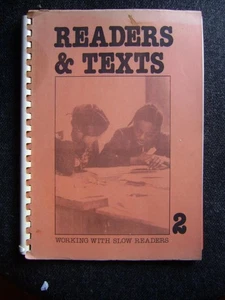 READERS
& TEXTS
2
WORKING WITH SLOW READERS